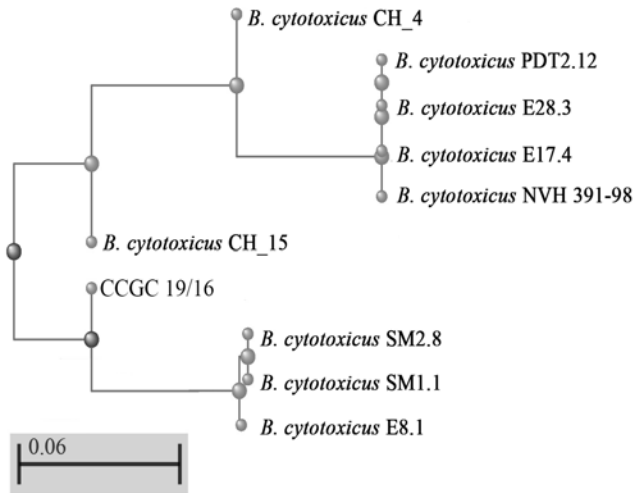 B. cytotoxicus CH_4
B. cytotoxicus PDT2.12
B. cytotoxicus E28.3
B. cytotoxicus E17.4
B. cytotoxicus NVH 391-98
B. cytotoxicus CH_15
CCGC 19/16
B. cytotoxicus SM2.8
B. cytotoxicus SM1.1
B. cytotoxicus E8.1
0.06